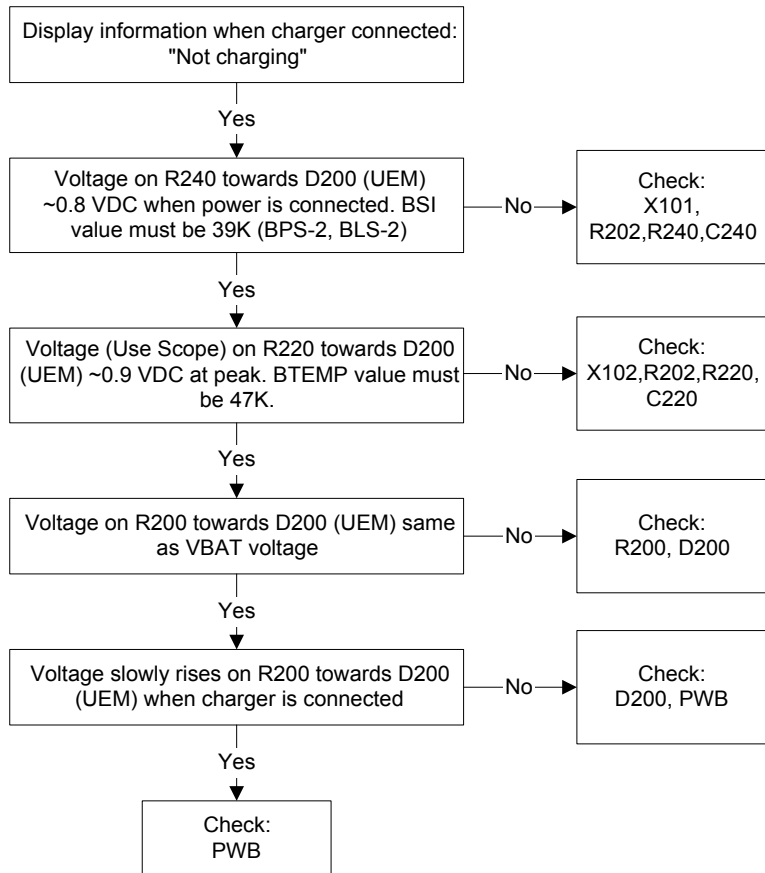 Display information when charger connected:
"Not charging"
Yes
Voltage on R240 towards D200 (UEM)
~0.8 VDC when power is connected. BSI
value must be 39K (BPS-2, BLS-2)
No
Check:
X101,
R202,R240,C240
Yes
Voltage (Use Scope) on R220 towards D200
(UEM) ~0.9 VDC at peak. BTEMP value must
be 47K.
No
Check:
X102,R202,R220,
C220
Yes
Voltage on R200 towards D200 (UEM) same
as VBAT voltage
No
Check:
R200, D200
Yes
Voltage slowly rises on R200 towards D200
(UEM) when charger is connected
No
Check:
D200, PWB
Yes
Check:
PWB